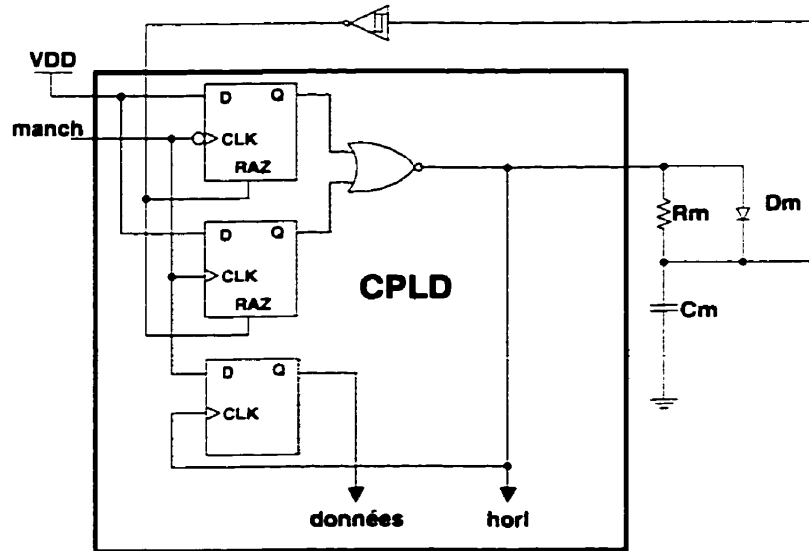 VDD
manch
D Q
CLK
RAZ
D Q
CLK
RAZ
CPLD
D Q
CLK
données
horl
Rm
Dm
Cm